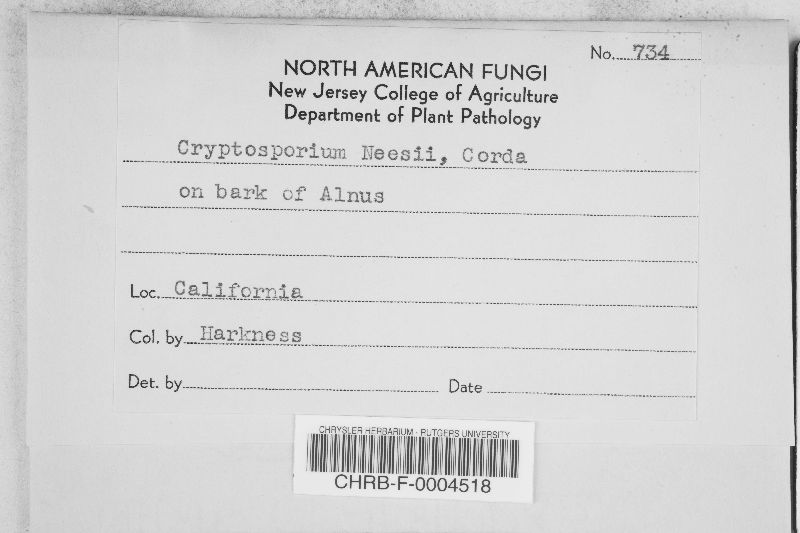 No. 734
NORTH AMERICAN FUNGI
New Jersey College of Agriculture
Department of Plant Pathology
Cryptosporium Neesii, Corda
on bark of Alnus
Loc. California
Col. by Harkness
Det. by Date
CHRYSLER HERBARIUM - RUTGERS UNIVERSITY
CHRB-F-0004518